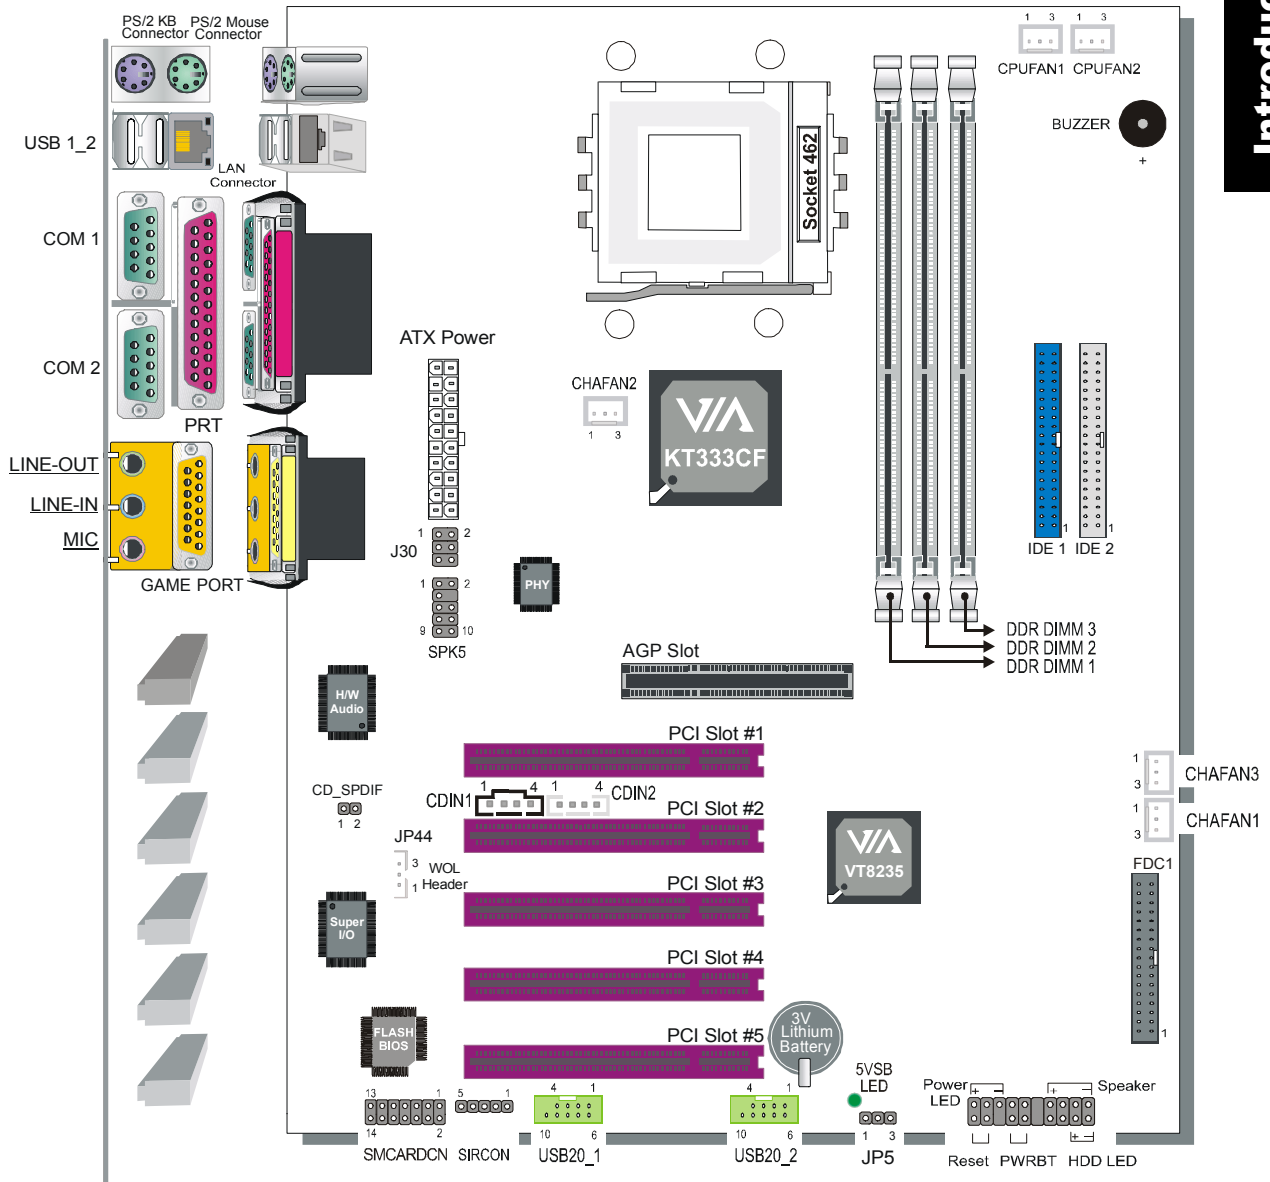 PS/2 KB
Connector
PS/2 Mouse
Connector
USB 1_2
LAN
Connector
COM 1
COM 2
PRT
LINE-OUT
LINE-IN
MIC
GAME PORT
ATX Power
CHAFAN2
1 3
VIA
KT333CF
Socket 462
1 3
CPUFAN1
1 3
CPUFAN2
BUZZER
+
1
IDE 1
1
IDE 2
DDR DIMM 3
DDR DIMM 2
DDR DIMM 1
1 2
J30
1 2
9 10
SPK5
PHY
AGP Slot
H/W
Audio
PCI Slot #1
CD_SPDIF
1 2
CDIN1
1 4
1 4
CDIN2
PCI Slot #2
JP44
3
1
WOL
Header
PCI Slot #3
Super
I/O
PCI Slot #4
FLASH
BIOS
PCI Slot #5
VIA
VT8235
1
3
CHAFAN3
1
3
CHAFAN1
FDC1
1
3V
Lithium
Battery
5VSB
LED
13 1
14 2
SMCARDCN
5 1
SIRCON
4 1
10 6
USB20_1
4 1
10 6
USB20_2
1 3
JP5
Power
LED
+ −
+ −
Speaker
Reset
PWRBT
+ −
HDD LED